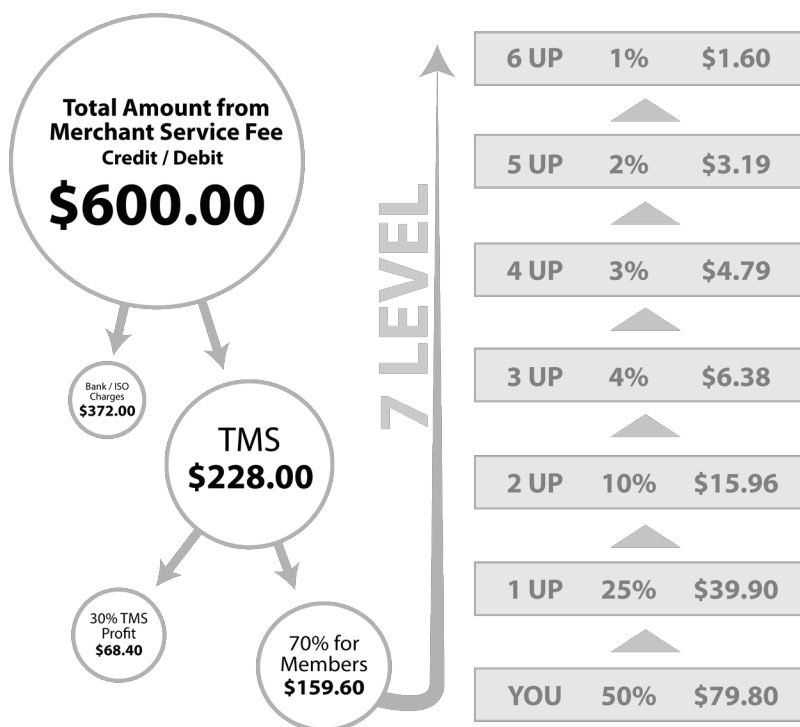 Total Amount from
Merchant Service Fee
Credit / Debit
$600.00
Bank / ISO
Charges
$372.00
TMS
$228.00
30% TMS
Profit
$68.40
70% for
Members
$159.60
7 LEVEL
6 UP 1% $1.60
5 UP 2% $3.19
4 UP 3% $4.79
3 UP 4% $6.38
2 UP 10% $15.96
1 UP 25% $39.90
YOU 50% $79.80